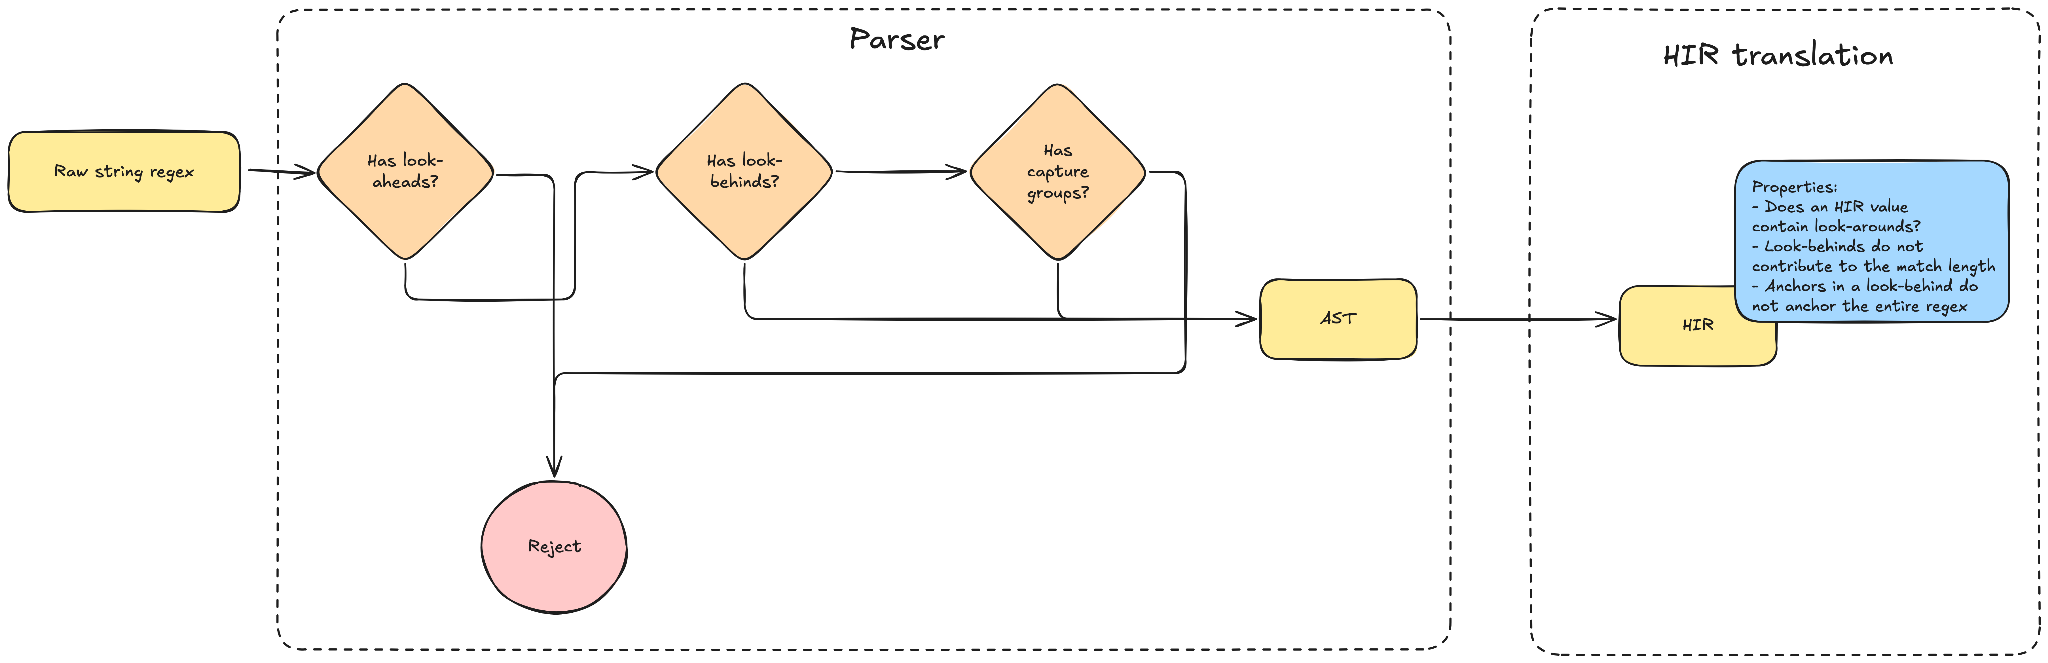 Parser
HIR translation
Raw string regex
Has look-
aheads?
Has look-
behinds?
Has
capture
groups?
Properties:
- Does an HIR value
contain look-arounds?
- Look-behinds do not
contribute to the match length
- Anchors in a look-behind do
not anchor the entire regex
AST
HIR
Reject